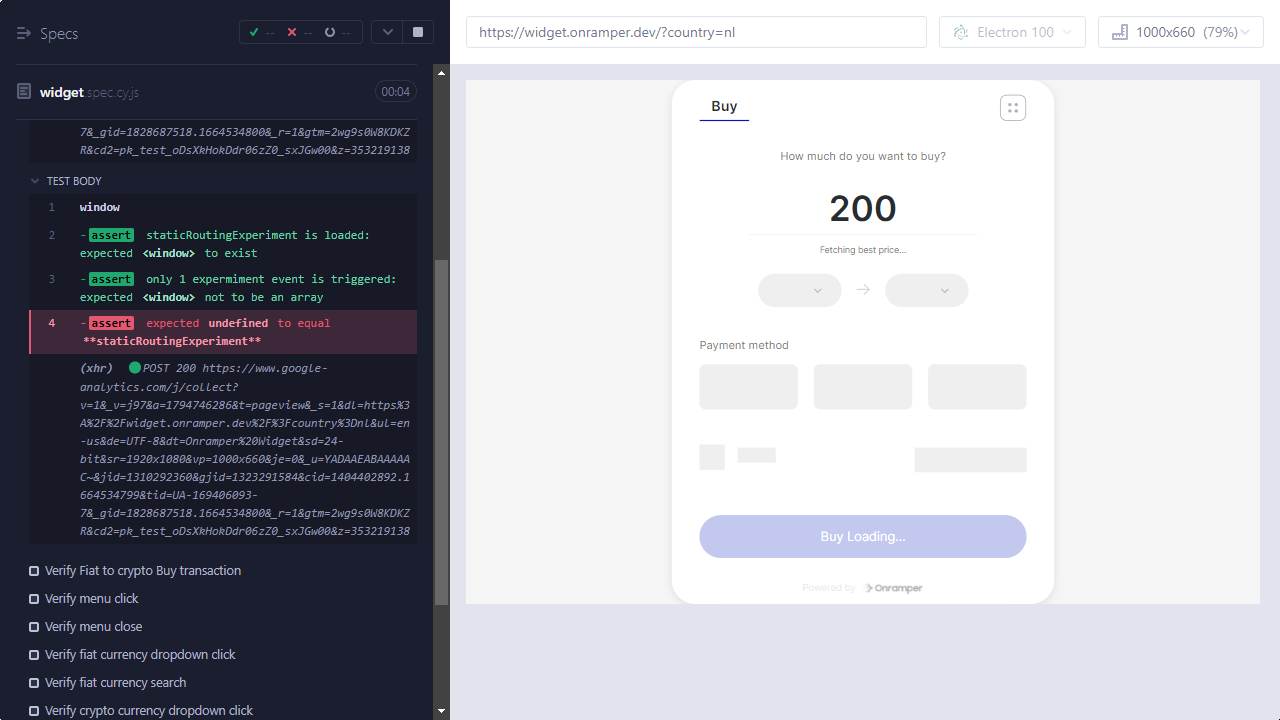 Specs
-- -- --
widget.spec.cy.js
00:04
7&_gid=1828687518.1664534800&_r=1&gtm=2wg9s0W8KDKZ
R&cd2=pk_test_oDsXkHokDdr06zZ0_sxJGw00&z=353219138
TEST BODY
1 window
2 -assert staticRoutingExperiment is loaded:
expected <window> to exist
3 -assert only 1 expermiment event is triggered:
expected <window> not to be an array
4 -assert expected undefined to equal
**staticRoutingExperiment**
(xhr) POST 200 https://www.google-
analytics.com/j/collect?
v=1&_v=j97&a=1794746286&t=pageview&_s=1&dl=https%3
A%2F%2Fwidget.onramper.dev%2F%3Fcountry%3Dnl&ul=en
-us&de=UTF-8&dt=Onramper%20Widget&sd=24-
bit&sr=1920x1080&vp=1000x660&je=0&_u=YADAAEABAAAAA
C~&jid=1310292360&gjid=1323291584&cid=1404402892.1
664534799&tid=UA-169406093-
7&_gid=1828687518.1664534800&_r=1&gtm=2wg9s0W8KDKZ
R&cd2=pk_test_oDsXkHokDdr06zZ0_sxJGw00&z=353219138
Verify Fiat to crypto Buy transaction
Verify menu click
Verify menu close
Verify fiat currency dropdown click
Verify fiat currency search
Verify crypto currency dropdown click
https://widget.onramper.dev/?country=nl
Electron 100
1000x660 (79%)
Buy
How much do you want to buy?
200
Fetching best price...
Payment method
Buy Loading...
Powered by Onramper